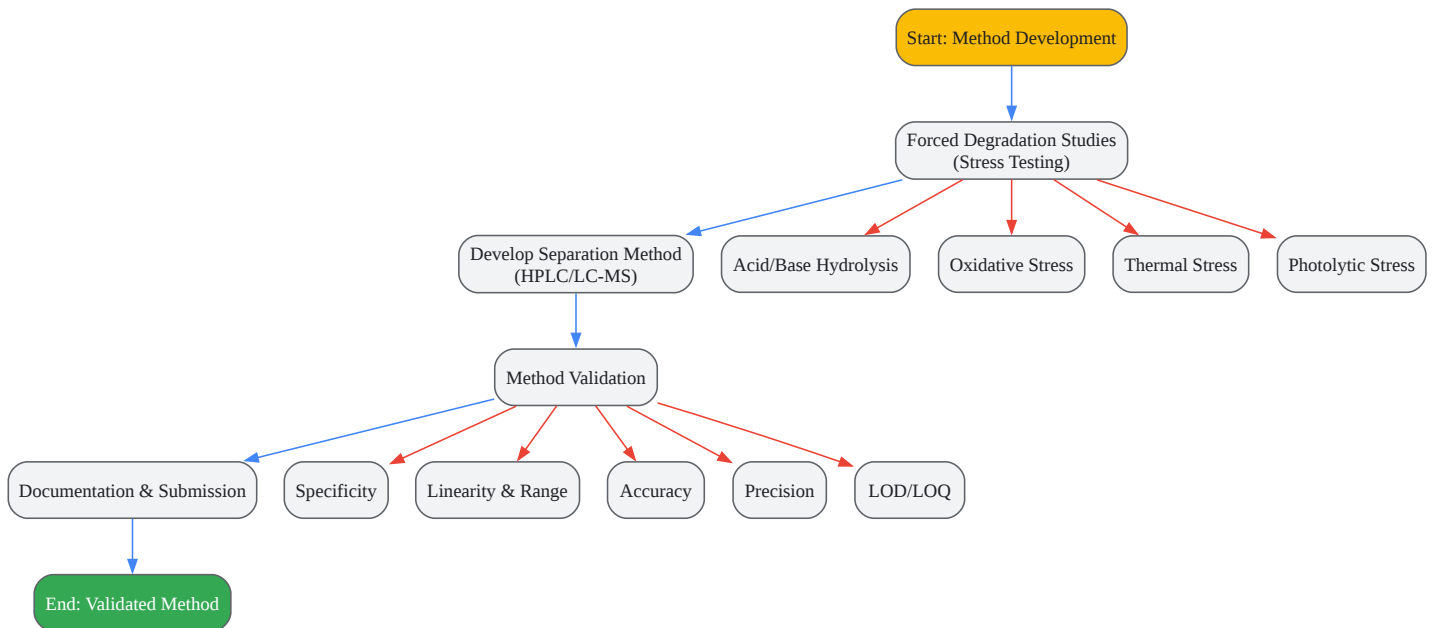 Start: Method Development
Forced Degradation Studies
(Stress Testing)
Develop Separation Method
(HPLC/LC-MS)
Acid/Base Hydrolysis
Oxidative Stress
Thermal Stress
Photolytic Stress
Method Validation
Documentation & Submission
Specificity
Linearity & Range
Accuracy
Precision
LOD/LOQ
End: Validated Method